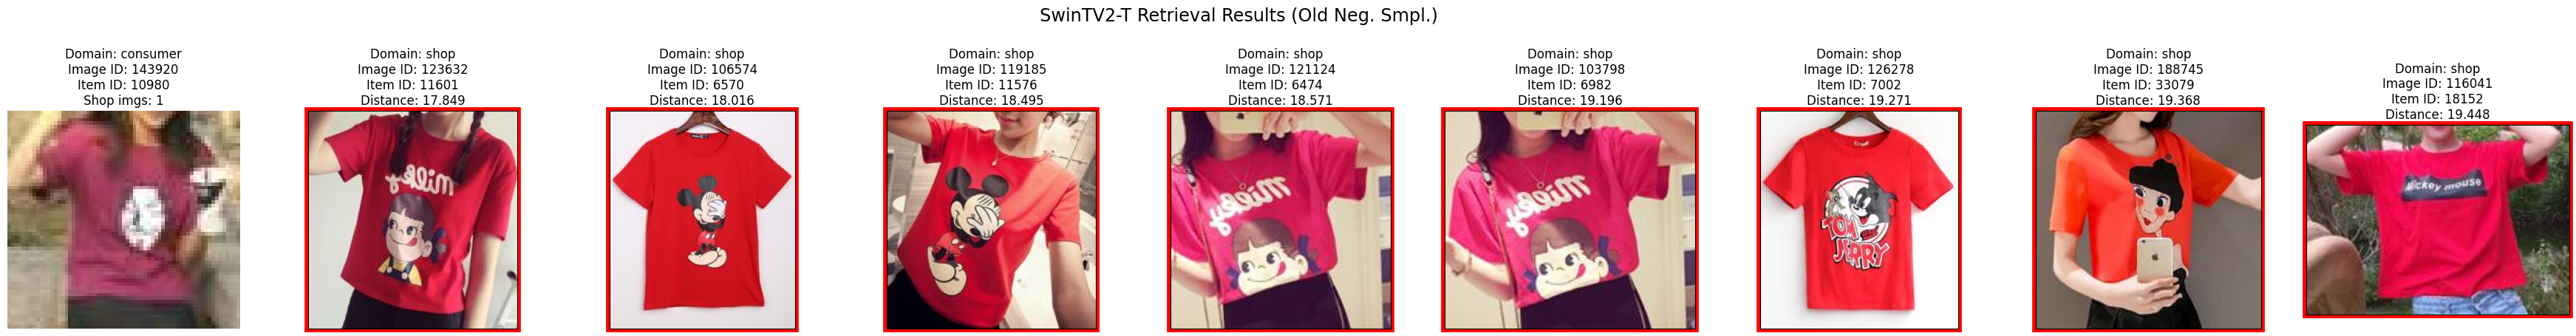 SwinTV2-T Retrieval Results (Old Neg. Smpl.)
Domain: consumer
Image ID: 143920
Item ID: 10980
Shop imgs: 1
Domain: shop
Image ID: 123632
Item ID: 11601
Distance: 17.849
Domain: shop
Image ID: 106574
Item ID: 6570
Distance: 18.016
Domain: shop
Image ID: 119185
Item ID: 11576
Distance: 18.495
Domain: shop
Image ID: 121124
Item ID: 6474
Distance: 18.571
Domain: shop
Image ID: 103798
Item ID: 6982
Distance: 19.196
Domain: shop
Image ID: 126278
Item ID: 7002
Distance: 19.271
Domain: shop
Image ID: 188745
Item ID: 33079
Distance: 19.368
Domain: shop
Image ID: 116041
Item ID: 18152
Distance: 19.448
milky
milky
milky
TOM
JERRY
Mickey mouse